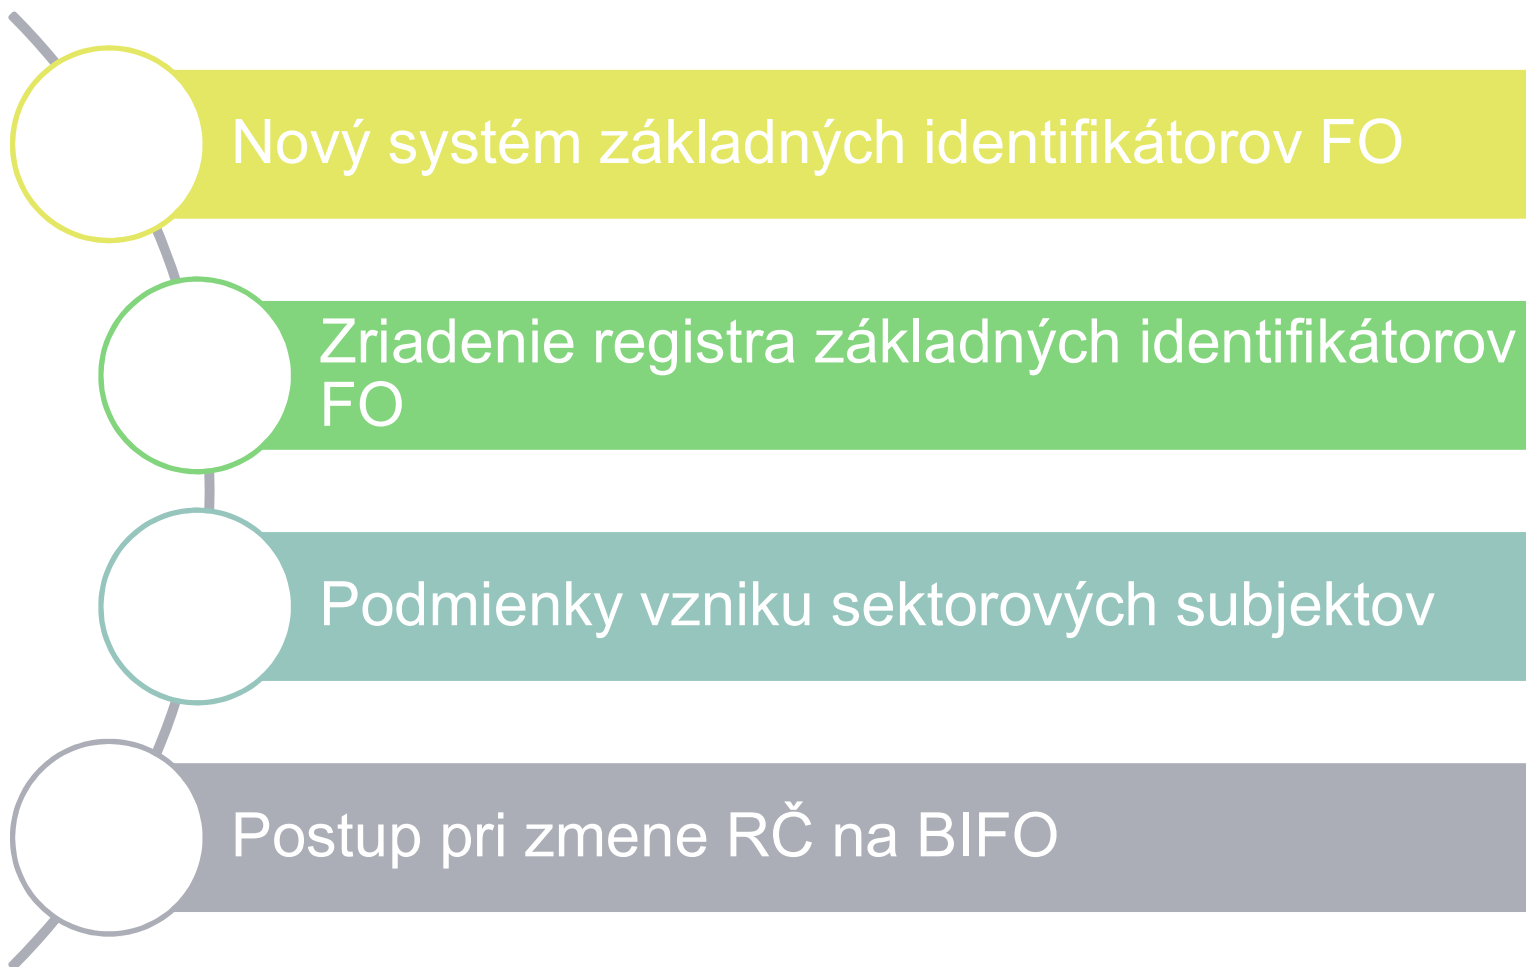 Nový systém základných identifikátorov FO
Zriadenie registra základných identifikátorov
FO
Podmienky vzniku sektorových subjektov
Postup pri zmene RČ na BIFO